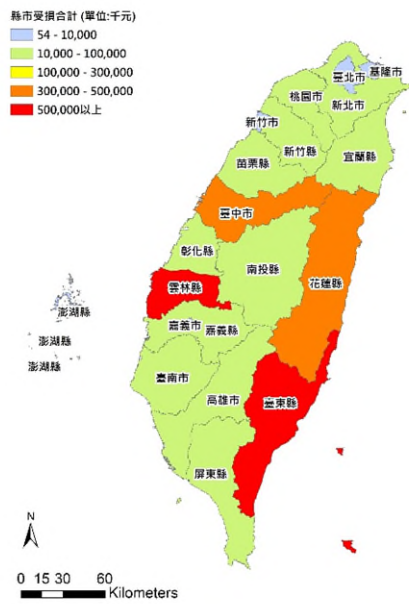 縣市受損合計 (單位:千元)
54 - 10,000
10,000 - 100,000
100,000 - 300,000
300,000 - 500,000
500,000以上
基隆市
臺北市
桃園市
新北市
新竹市
新竹縣
宜蘭縣
苗栗縣
臺中市
彰化縣
南投縣
花蓮縣
雲林縣
澎湖縣
嘉義市
嘉義縣
澎湖縣
澎湖縣
臺南市
高雄市
臺東縣
屏東縣
N
0 15 30 60
Kilometers